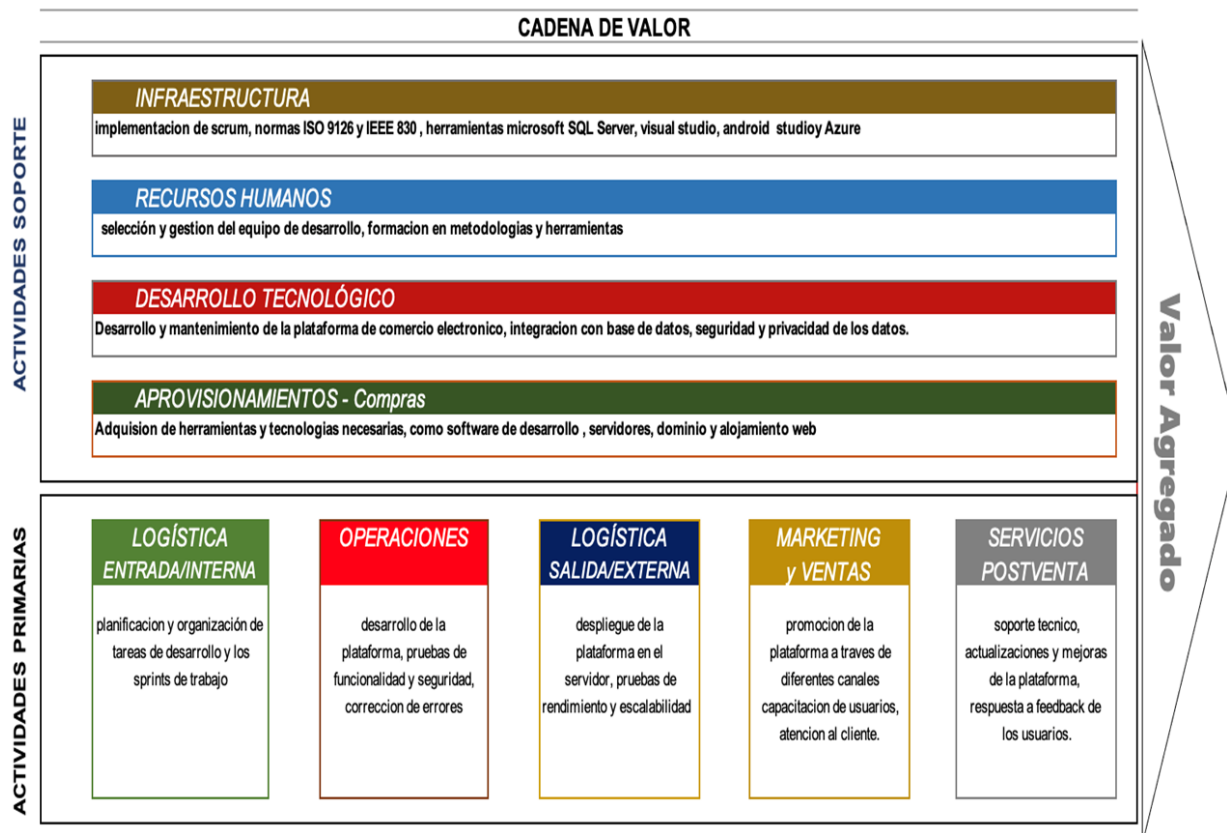 CADENA DE VALOR
ACTIVIDADES SOPORTE
INFRAESTRUCTURA
implementacion de scrum, normas ISO 9126 y IEEE 830 , herramientas microsoft SQL Server, visual studio, android studioy Azure
RECURSOS HUMANOS
selección y gestion del equipo de desarrollo, formacion en metodologias y herramientas
DESARROLLO TECNOLÓGICO
Desarrollo y mantenimiento de la plataforma de comercio electronico, integracion con base de datos, seguridad y privacidad de los datos.
APROVISIONAMIENTOS - Compras
Adquision de herramientas y tecnologias necesarias, como software de desarrollo , servidores, dominio y alojamiento web
ACTIVIDADES PRIMARIAS
LOGÍSTICA
ENTRADA/INTERNA
planificacion y organización de
tareas de desarrollo y los
sprints de trabajo
OPERACIONES
desarrollo de la
plataforma, pruebas de
funcionalidad y seguridad,
correccion de errores
LOGÍSTICA
SALIDA/EXTERNA
despliegue de la
plataforma en el
servidor, pruebas de
rendimiento y escalabilidad
MARKETING
y VENTAS
promocion de la
plataforma a traves de
diferentes canales
capacitacion de usuarios,
atencion al cliente.
SERVICIOS
POSTVENTA
soporte tecnico,
actualizaciones y mejoras
de la plataforma,
respuesta a feedback de
los usuarios.
Valor Agregado